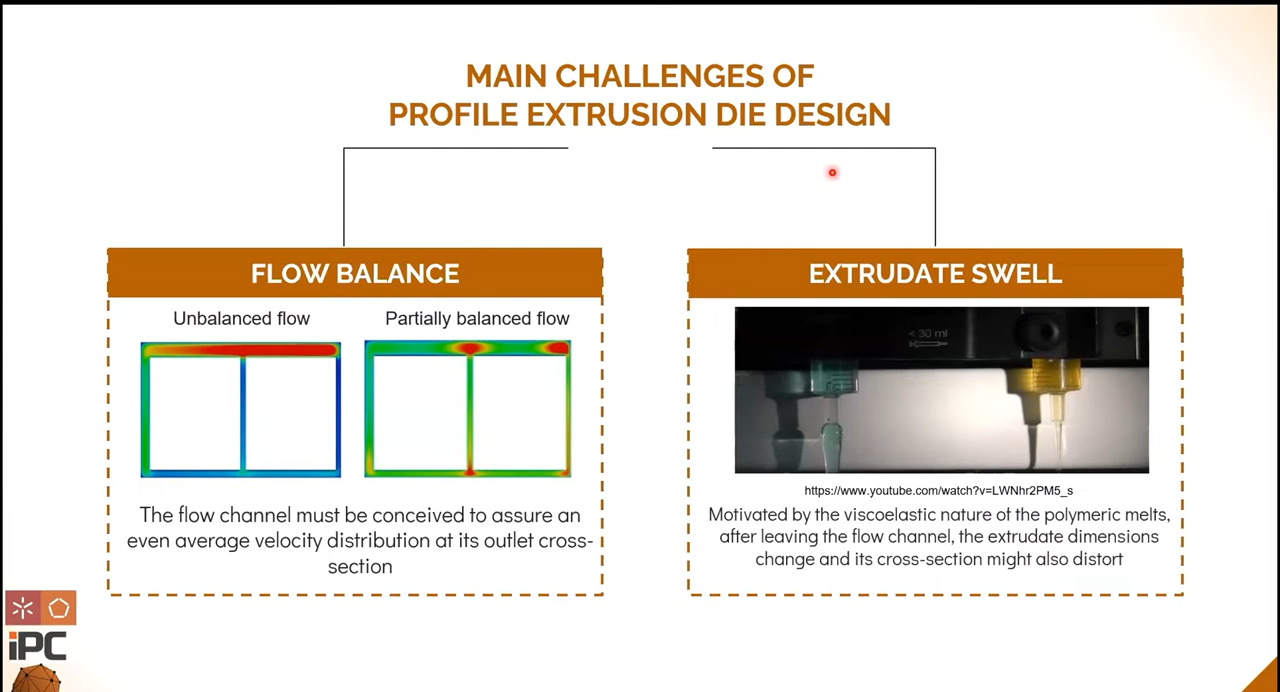 MAIN CHALLENGES OF
PROFILE EXTRUSION DIE DESIGN
FLOW BALANCE
Unbalanced flow
Partially balanced flow
The flow channel must be conceived to assure an
even average velocity distribution at its outlet cross-
section
EXTRUDATE SWELL
< 30 ml
https://www.youtube.com/watch?v=LWNhr2PM5_s
Motivated by the viscoelastic nature of the polymeric melts,
after leaving the flow channel, the extrudate dimensions
change and its cross-section might also distort
iPC